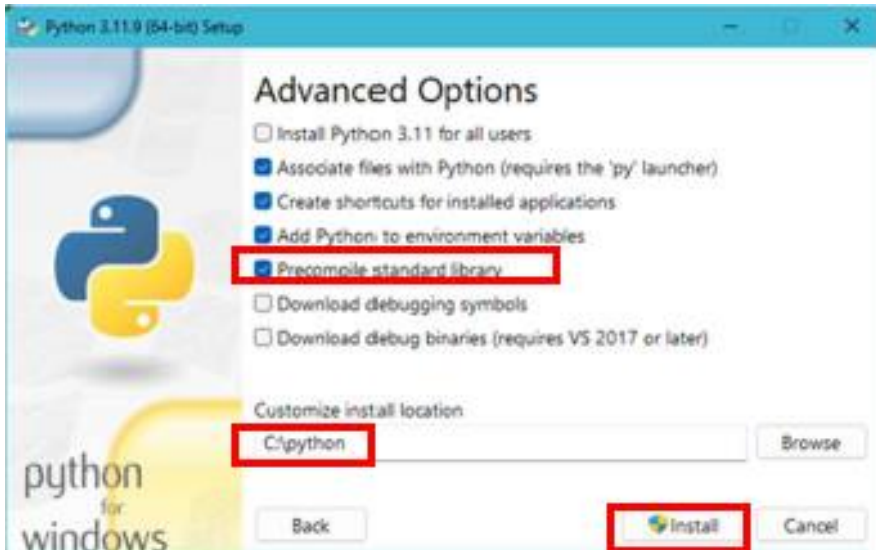 Python 3.11.9 (64-bit) Setup
Advanced Options
Install Python 3.11 for all users
Associate files with Python (requires the 'py' launcher)
Create shortcuts for installed applications
Add Python to environment variables
Precompile standard library
Download debugging symbols
Download debug binaries (requires VS 2017 or later)
Customize install location
C:\python
Browse
python
for
windows
Back
Install
Cancel